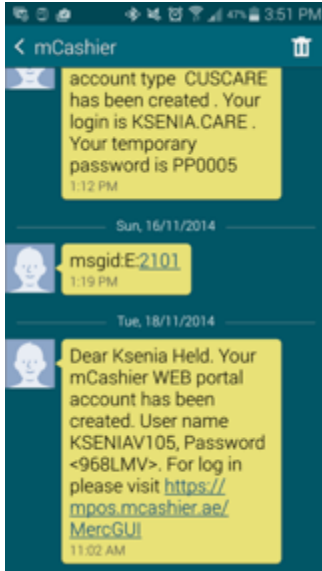 47% 3:51 PM
< mCashier
account type CUSCARE
has been created . Your
login is KSENIA.CARE .
Your temporary
password is PP0005
1:12 PM
Sun, 16/11/2014
msgid:E:2101
1:19 PM
Tue, 18/11/2014
Dear Ksenia Held. Your
mCashier WEB portal
account has been
created. User name
KSENIAV105, Password
<968LMV>. For log in
please visit https://
mpos.mcashier.ae/
MercGUI
11:02 AM